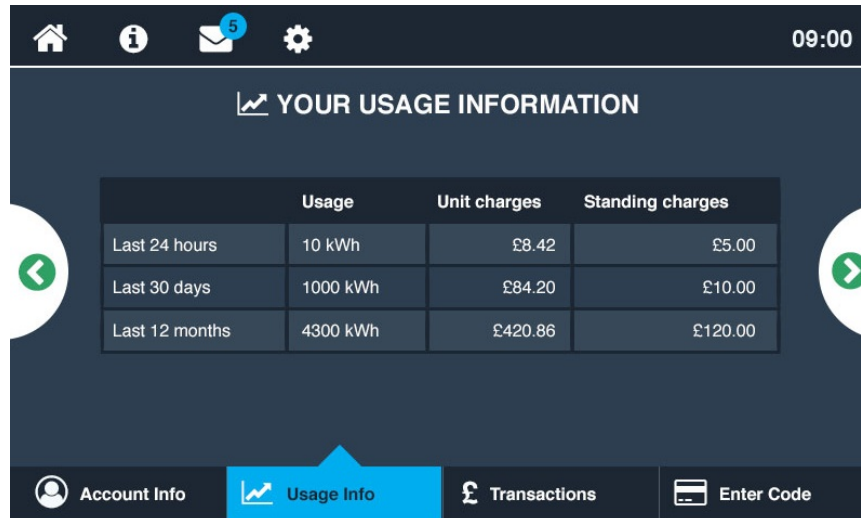 5
09:00
YOUR USAGE INFORMATION
Usage Unit charges Standing charges
Last 24 hours 10 kWh £8.42 £5.00
Last 30 days 1000 kWh £84.20 £10.00
Last 12 months 4300 kWh £420.86 £120.00
Account Info Usage Info £ Transactions Enter Code